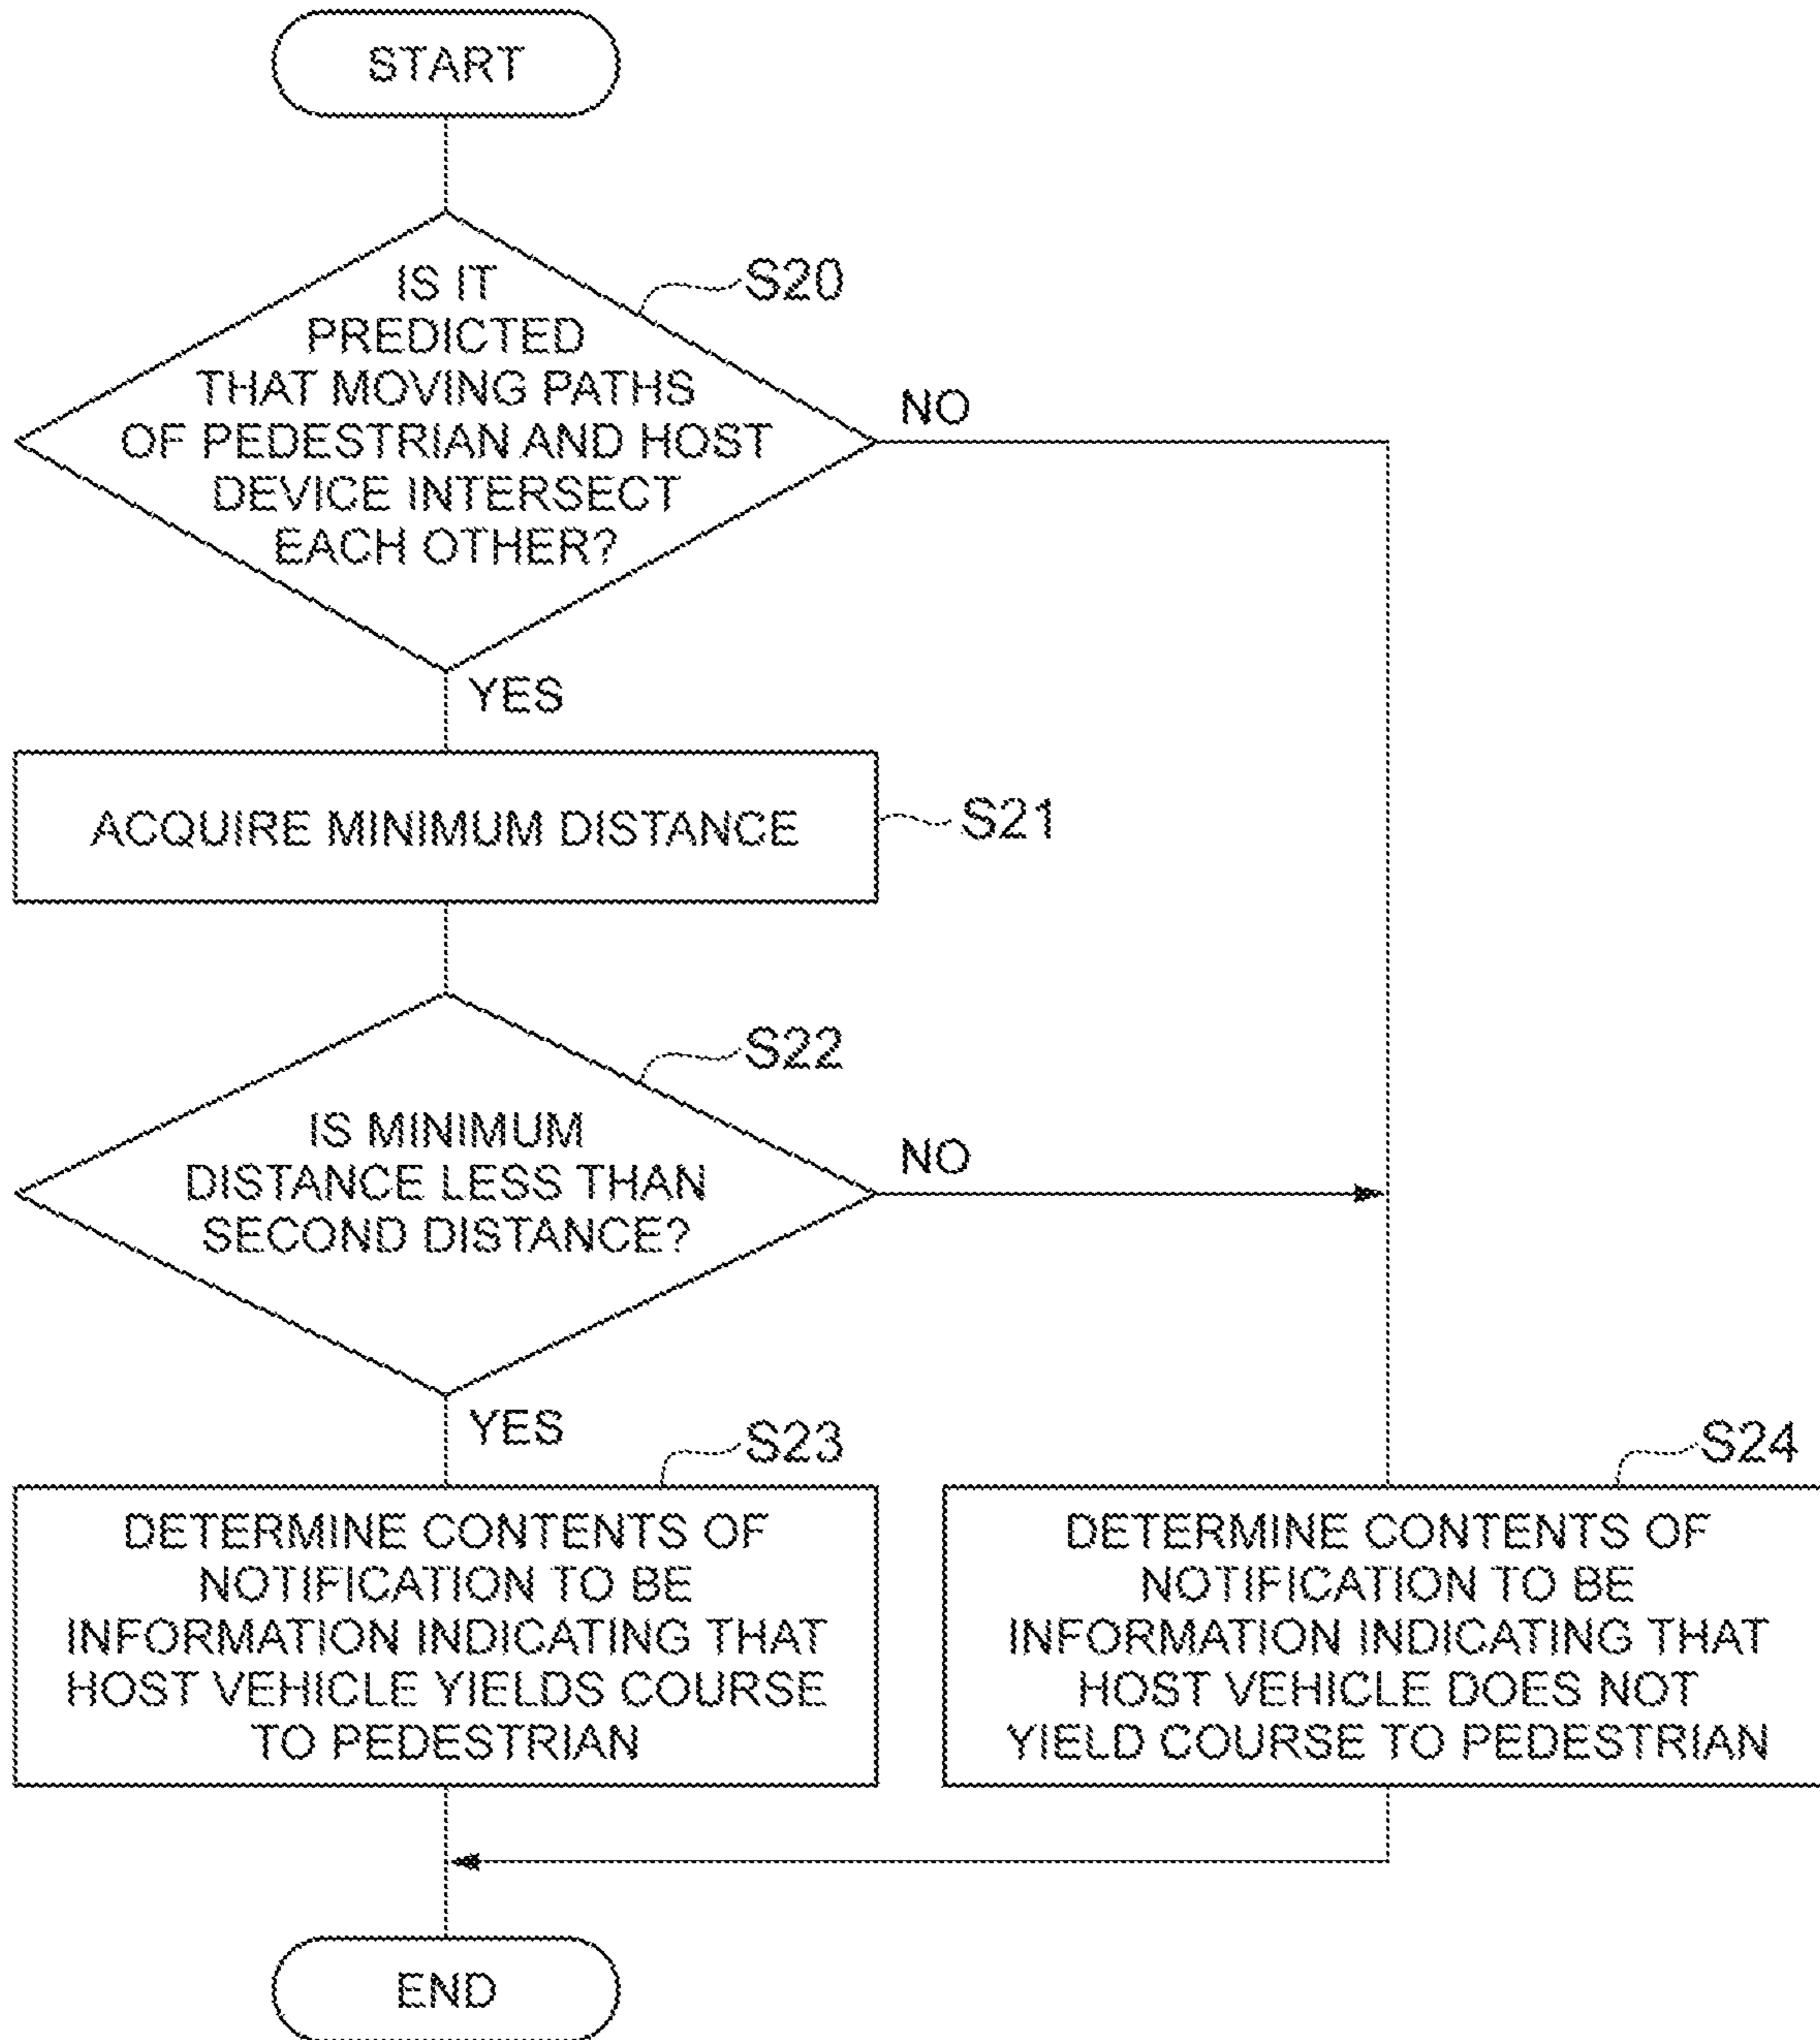 START
IS IT
PREDICTED
THAT MOVING PATHS
OF PEDESTRIAN AND HOST
DEVICE INTERSECT
EACH OTHER?
S20
NO
YES
ACQUIRE MINIMUM DISTANCE
S21
IS MINIMUM
DISTANCE LESS THAN
SECOND DISTANCE?
S22
NO
YES
S23
DETERMINE CONTENTS OF
NOTIFICATION TO BE
INFORMATION INDICATING THAT
HOST VEHICLE YIELDS COURSE
TO PEDESTRIAN
S24
DETERMINE CONTENTS OF
NOTIFICATION TO BE
INFORMATION INDICATING THAT
HOST VEHICLE DOES NOT
YIELD COURSE TO PEDESTRIAN
END